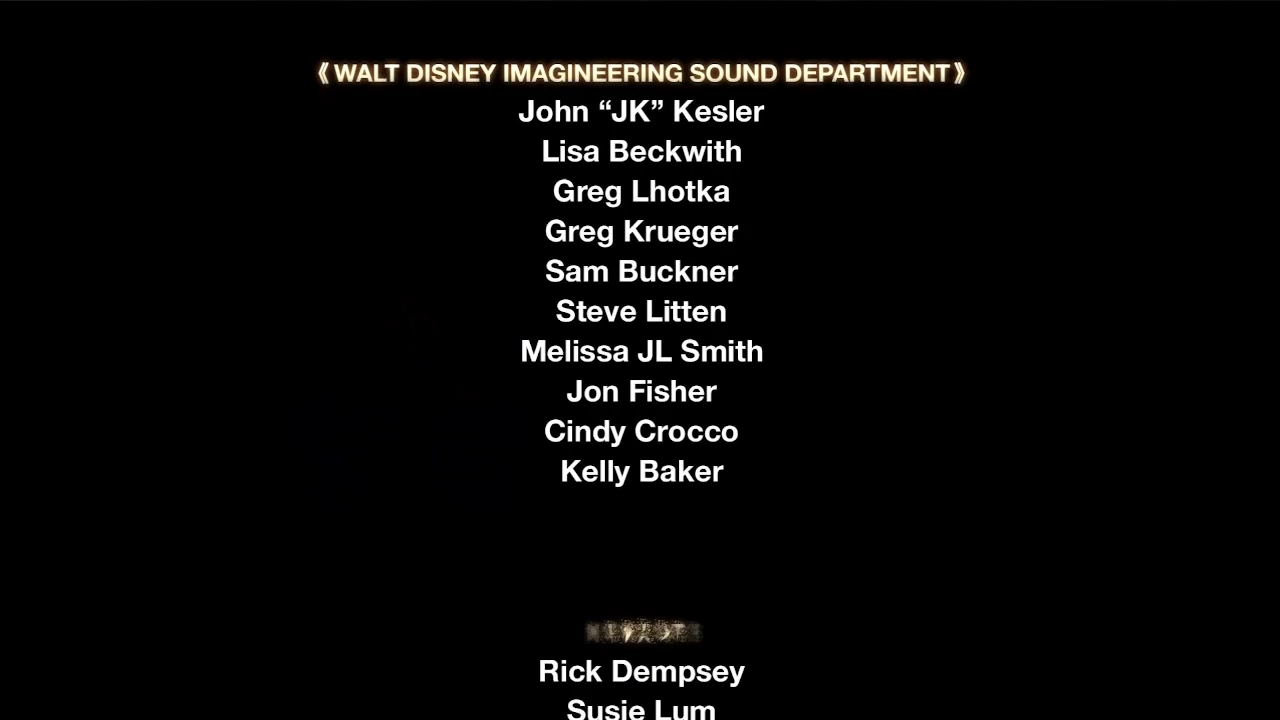 《WALT DISNEY IMAGINEERING SOUND DEPARTMENT》
John “JK” Kesler
Lisa Beckwith
Greg Lhotka
Greg Krueger
Sam Buckner
Steve Litten
Melissa JL Smith
Jon Fisher
Cindy Crocco
Kelly Baker
Rick Dempsey
Susie Lum